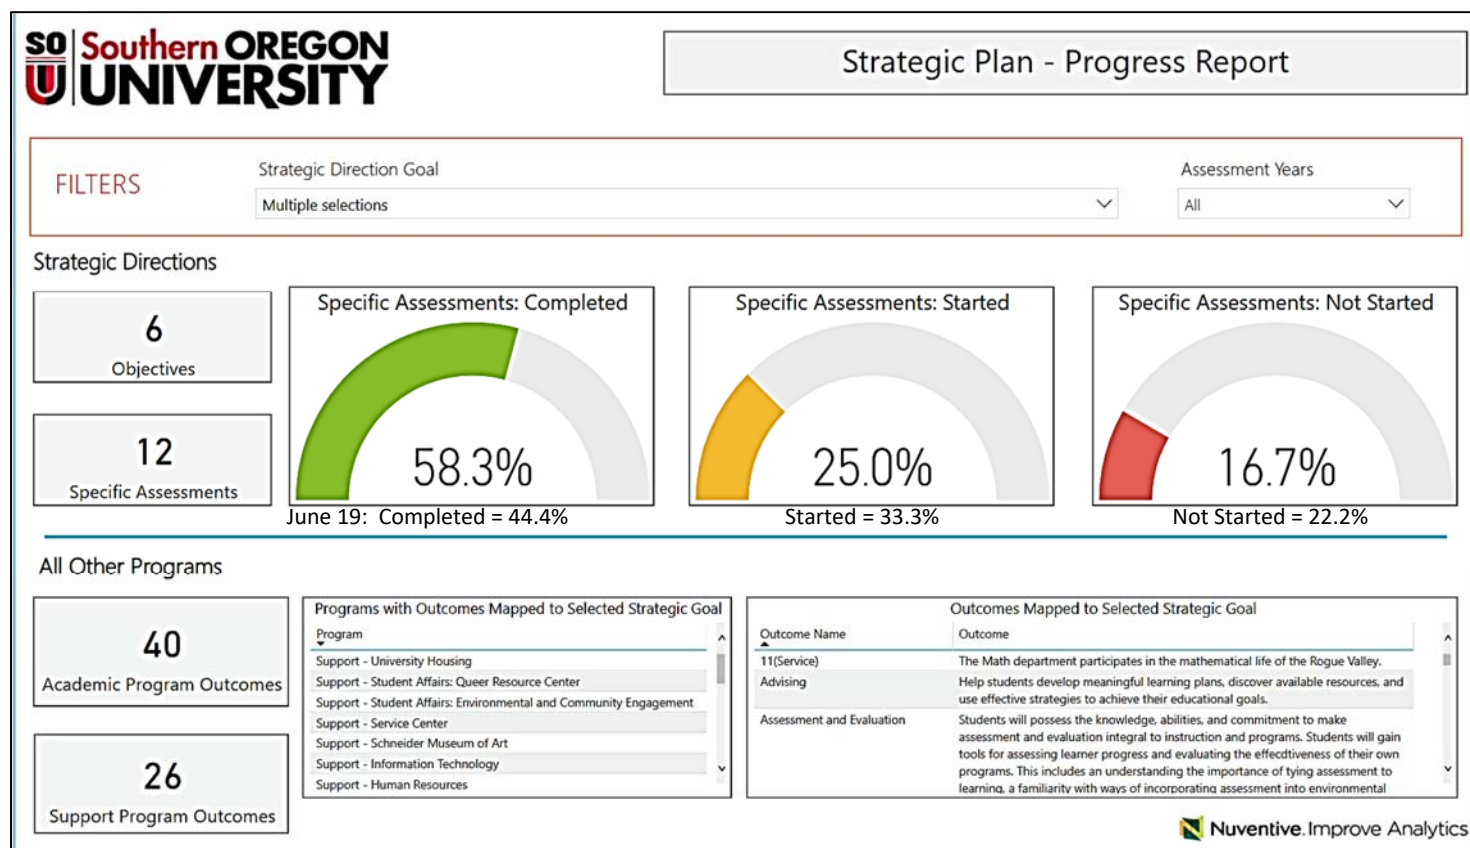 SO Southern OREGON
U UNIVERSITY
Strategic Plan - Progress Report
FILTERS
Strategic Direction Goal
Multiple selections
Assessment Years
All
Strategic Directions
6
Objectives
12
Specific Assessments
Specific Assessments: Completed
58.3%
June 19:  Completed = 44.4%
Specific Assessments: Started
25.0%
Started = 33.3%
Specific Assessments: Not Started
16.7%
Not Started = 22.2%
All Other Programs
40
Academic Program Outcomes
26
Support Program Outcomes
Programs with Outcomes Mapped to Selected Strategic Goal
Program
Support - University Housing
Support - Student Affairs: Queer Resource Center
Support - Student Affairs: Environmental and Community Engagement
Support - Service Center
Support - Schneider Museum of Art
Support - Information Technology
Support - Human Resources
Outcomes Mapped to Selected Strategic Goal
Outcome Name Outcome
11(Service) The Math department participates in the mathematical life of the Rogue Valley.
Advising Help students develop meaningful learning plans, discover available resources, and
use effective strategies to achieve their educational goals.
Assessment and Evaluation Students will possess the knowledge, abilities, and commitment to make
assessment and evaluation integral to instruction and programs. Students will gain
tools for assessing learner progress and evaluating the effecdtiveness of their own
programs. This includes an understanding the importance of tying assessment to
learning, a familiarity with ways of incorporating assessment into environmental
Nuventive. Improve Analytics